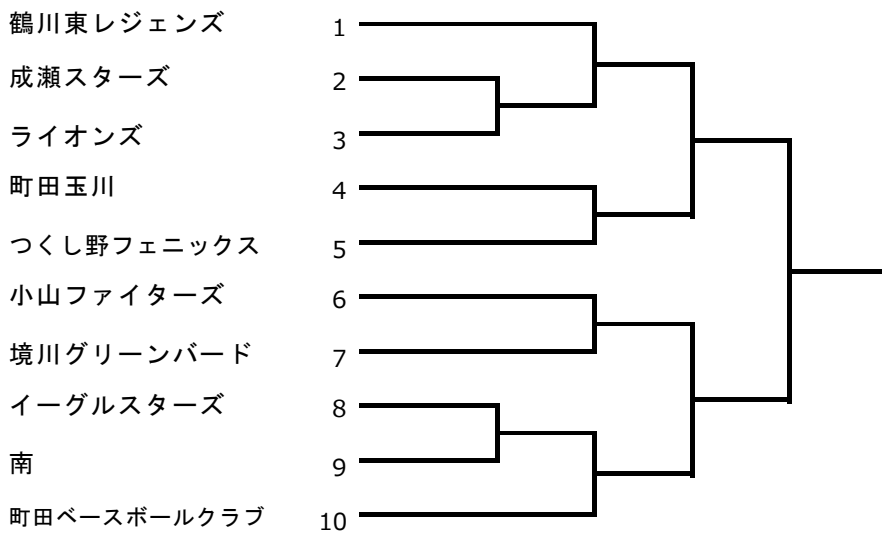 鶴川東レジェンズ 1
成瀬スターズ 2
ライオンズ 3
町田玉川 4
つくし野フェニックス 5
小山ファイターズ 6
境川グリーンバード 7
イーグルスターズ 8
南 9
町田ベースボールクラブ 10